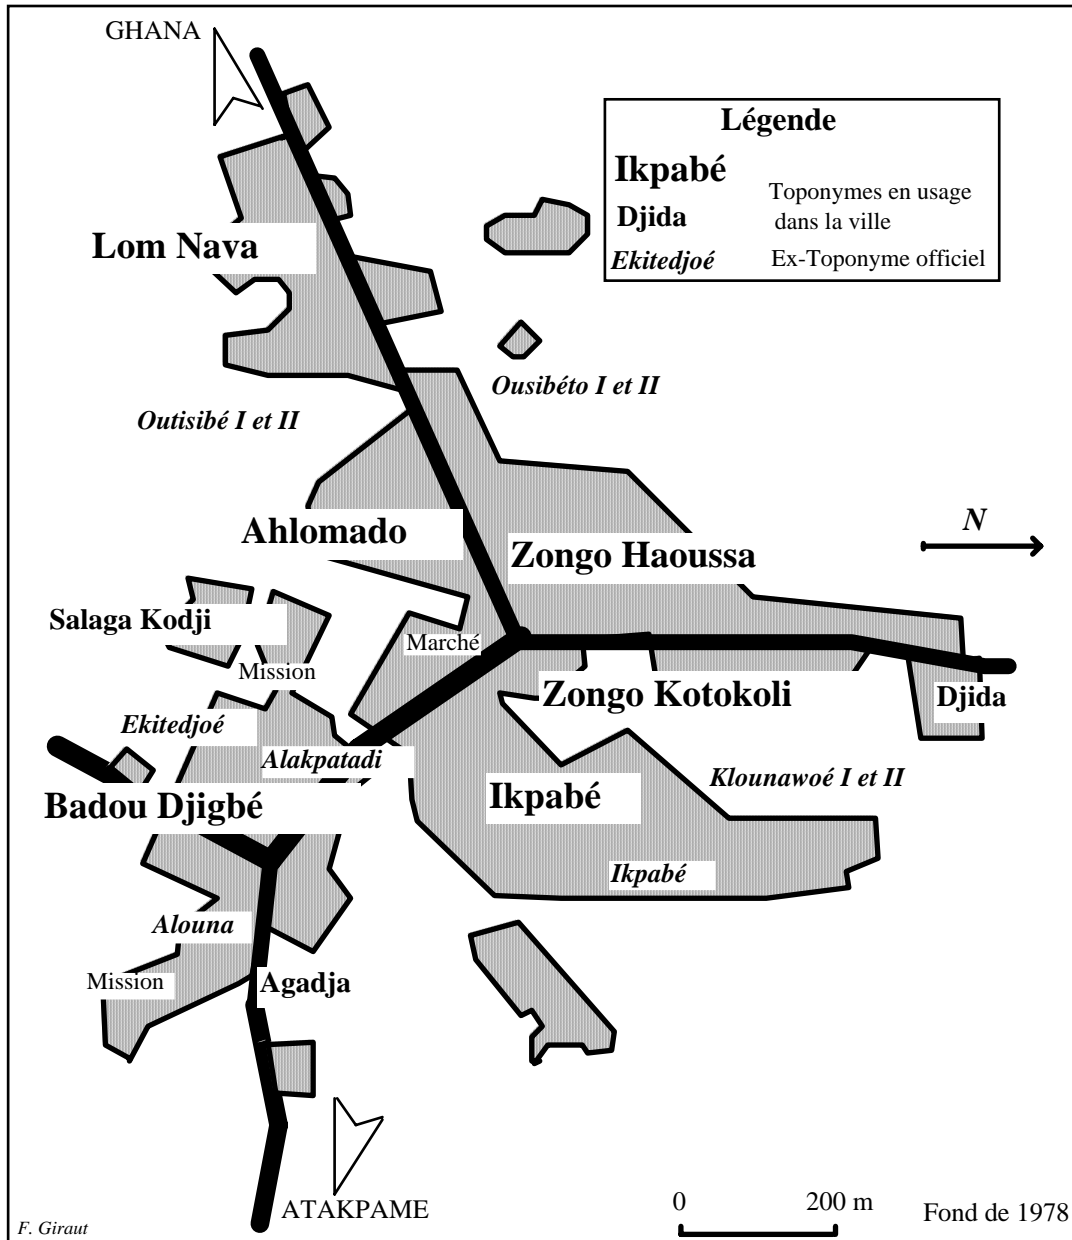 GHANA
Légende
Ikpabé
Djida
Toponymes en usage
dans la ville
Ekitedjoé
Ex-Toponyme officiel
Lom Nava
Ousibéto I et II
Outisibé I et II
Ahlomado
N
Zongo Haoussa
Salaga Kodji
Marché
Mission
Zongo Kotokoli
Djida
Ekitedjoé
Alakpatadi
Klounawoé I et II
Badou Djigbé
Ikpabé
Ikpabé
Alouna
Mission
Agadja
ATAKPAME
0
200 m
Fond de 1978
F. Giraut